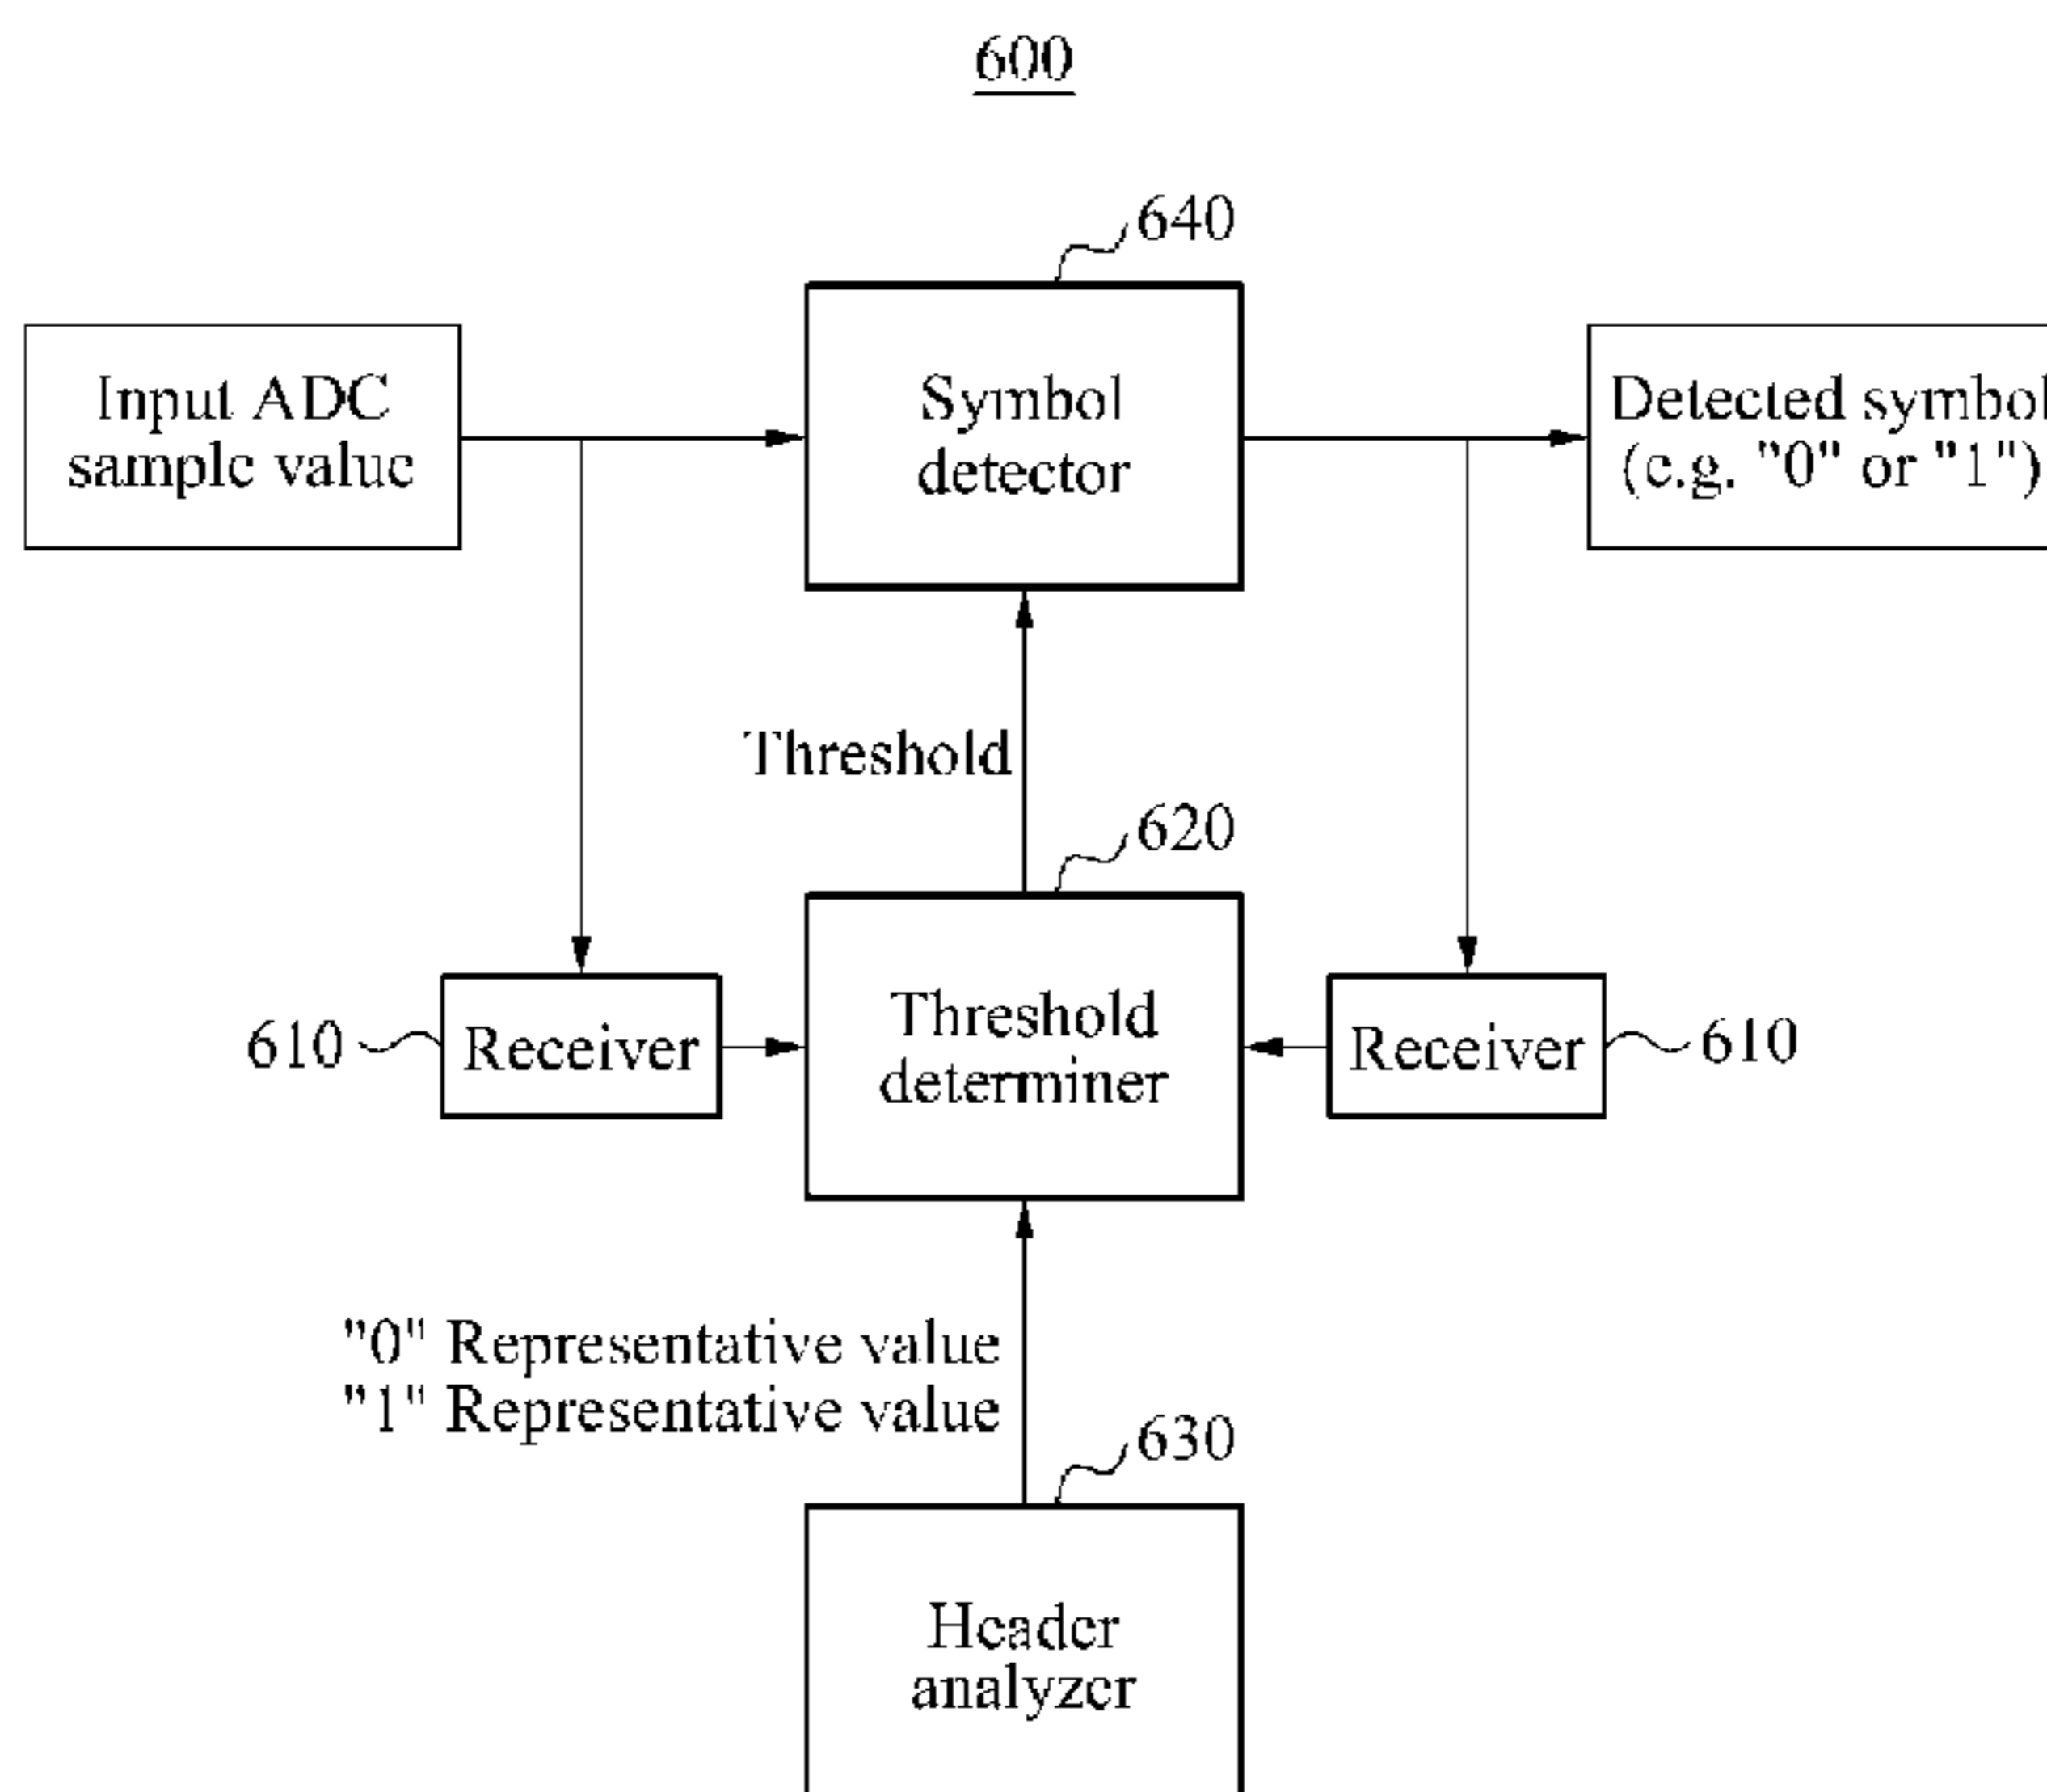 600
640
Input ADC
sample value
Symbol
detector
Detected symbol
(e.g. "0" or "1")
Threshold
620
610
Receiver
Threshold
determiner
Receiver
610
"0" Representative value
"1" Representative value
630
Header
analyzer